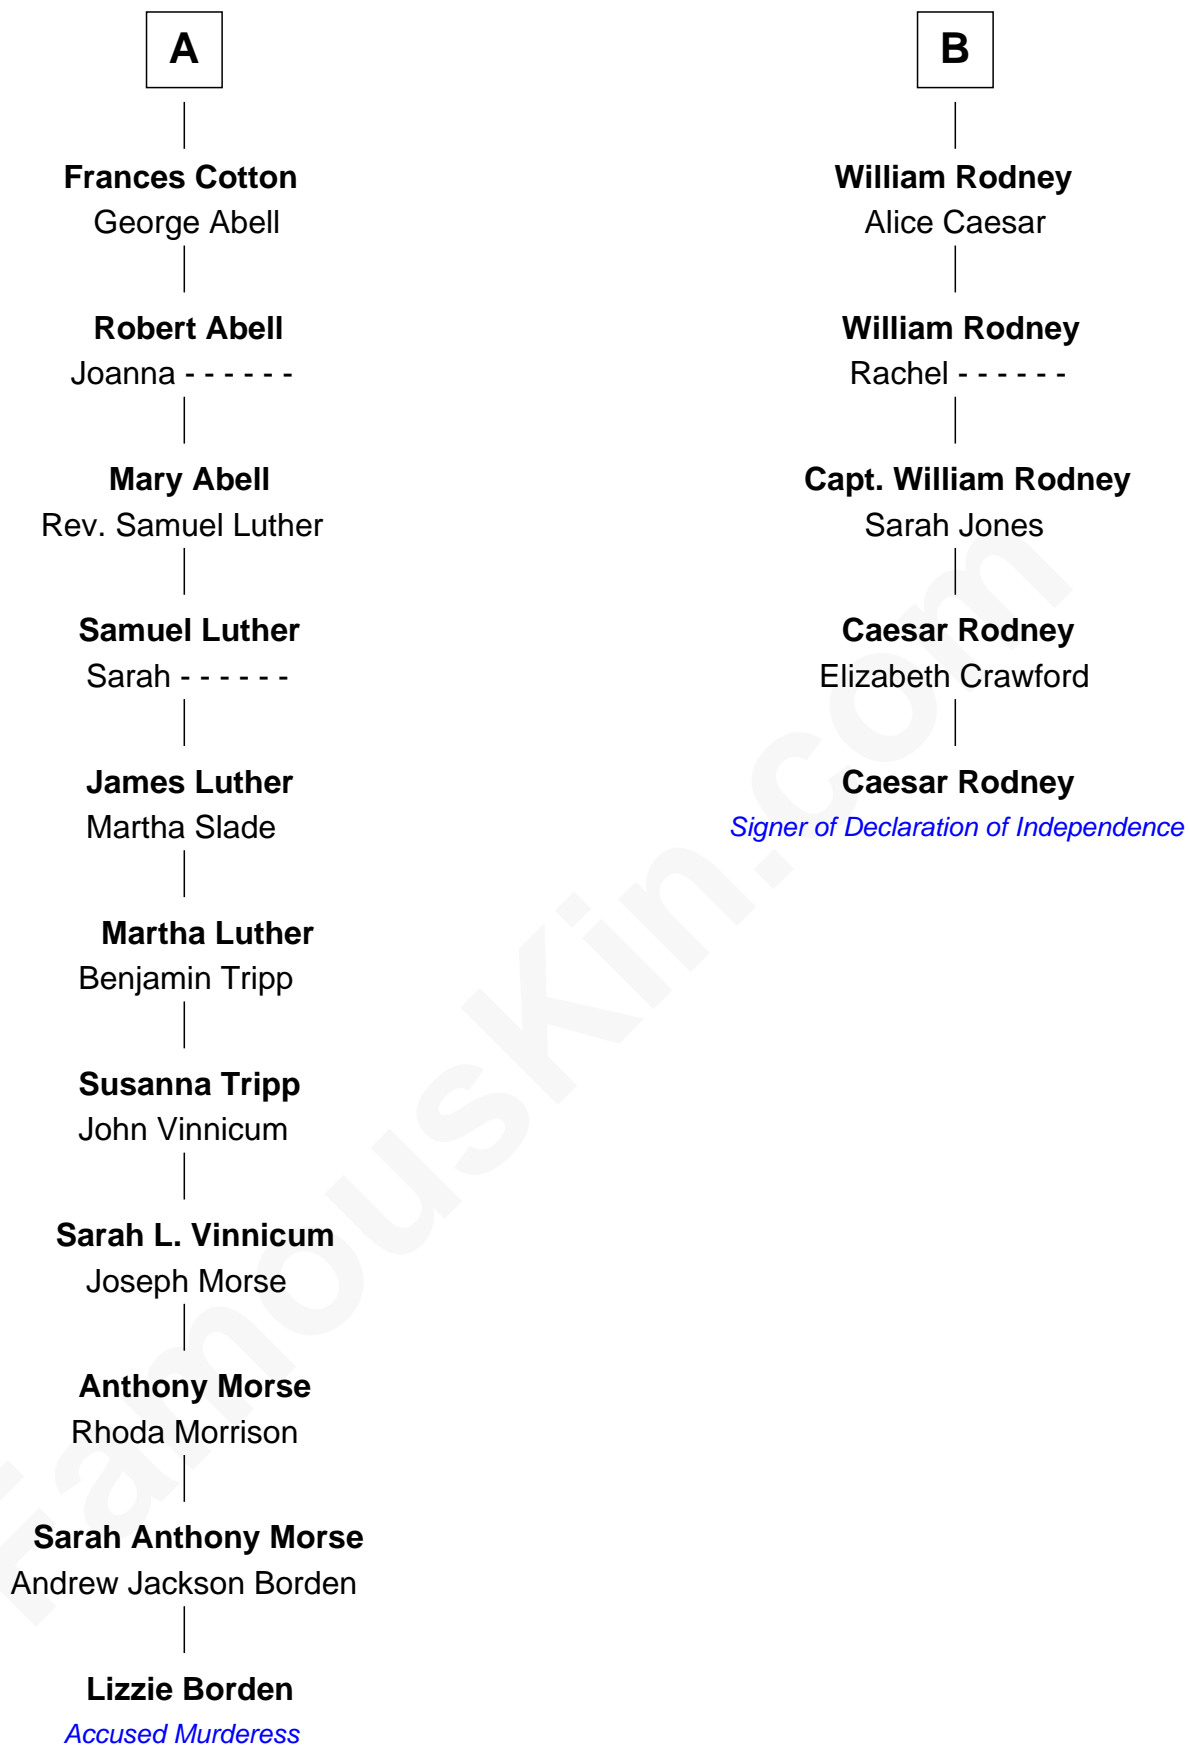 A
Frances Cotton
George Abell
Robert Abell
Joanna - - - - - -
Mary Abell
Rev. Samuel Luther
Samuel Luther
Sarah - - - - - -
James Luther
Martha Slade
Martha Luther
Benjamin Tripp
Susanna Tripp
John Vinnicum
Sarah L. Vinnicum
Joseph Morse
Anthony Morse
Rhoda Morrison
Sarah Anthony Morse
Andrew Jackson Borden
Lizzie Borden
Accused Murderess
B
William Rodney
Alice Caesar
William Rodney
Rachel - - - - - -
Capt. William Rodney
Sarah Jones
Caesar Rodney
Elizabeth Crawford
Caesar Rodney
Signer of Declaration of Independence
FamousKin.com